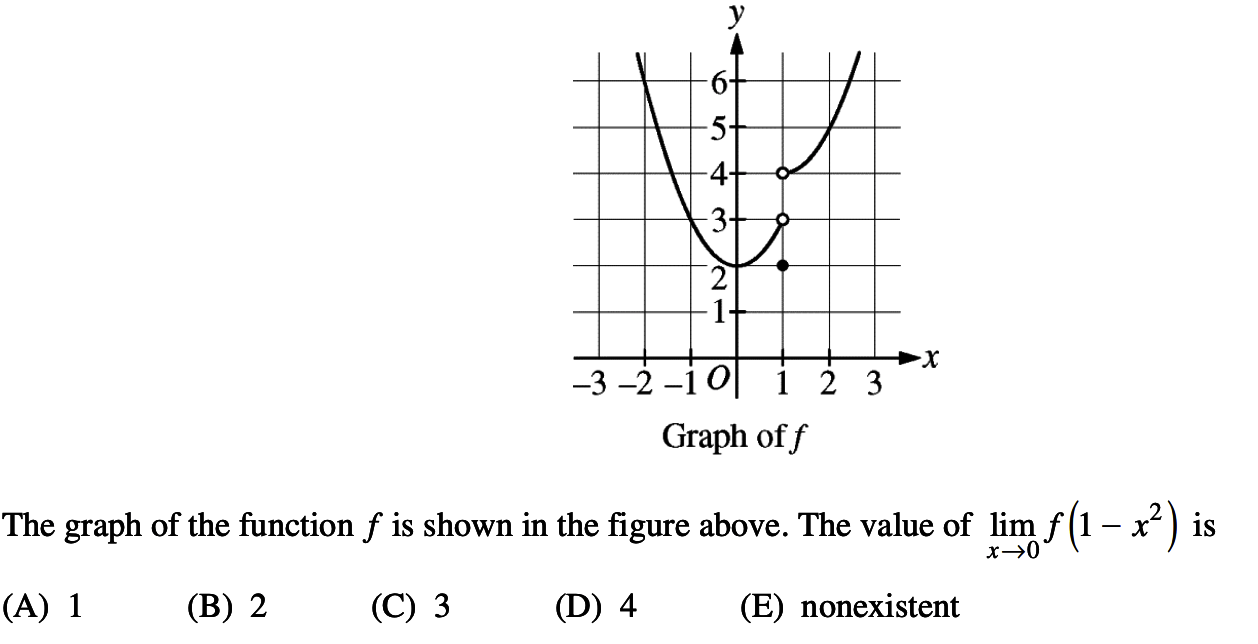 y
6
5
4
3
2
1
–3 –2 –1 O 1 2 3 x
Graph of f
The graph of the function f is shown in the figure above. The value of lim x→0 f(1 – x²) is
(A) 1 (B) 2 (C) 3 (D) 4 (E) nonexistent